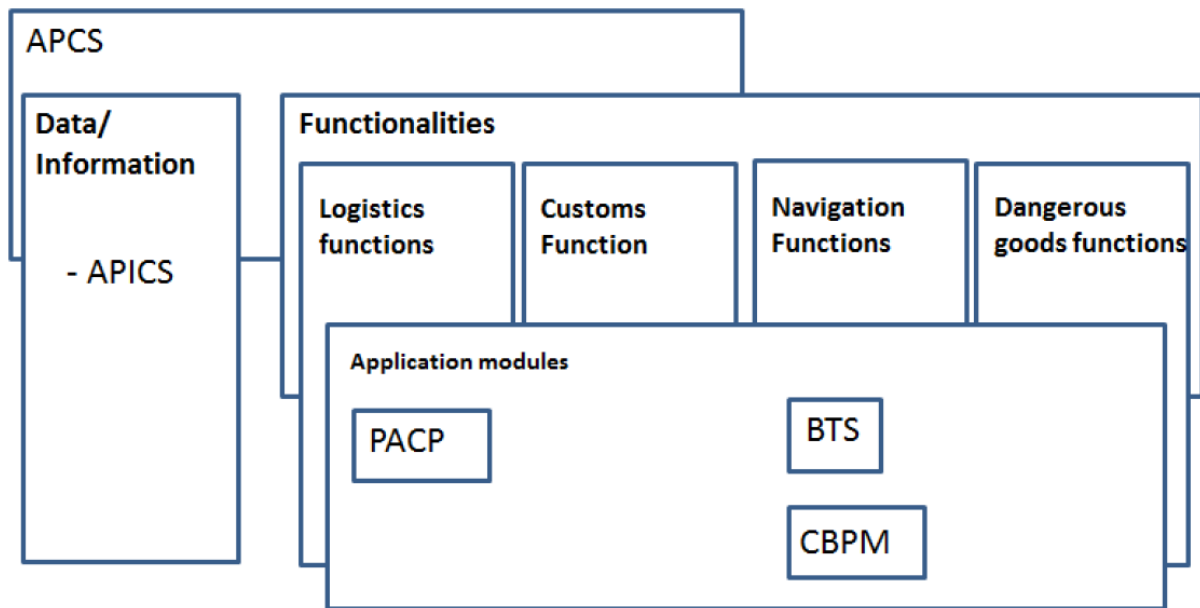 APCS
Data/
Information
- APICS
Functionalities
Logistics
functions
Customs
Function
Navigation
Functions
Dangerous
goods functions
Application modules
PACP
BTS
CBPM